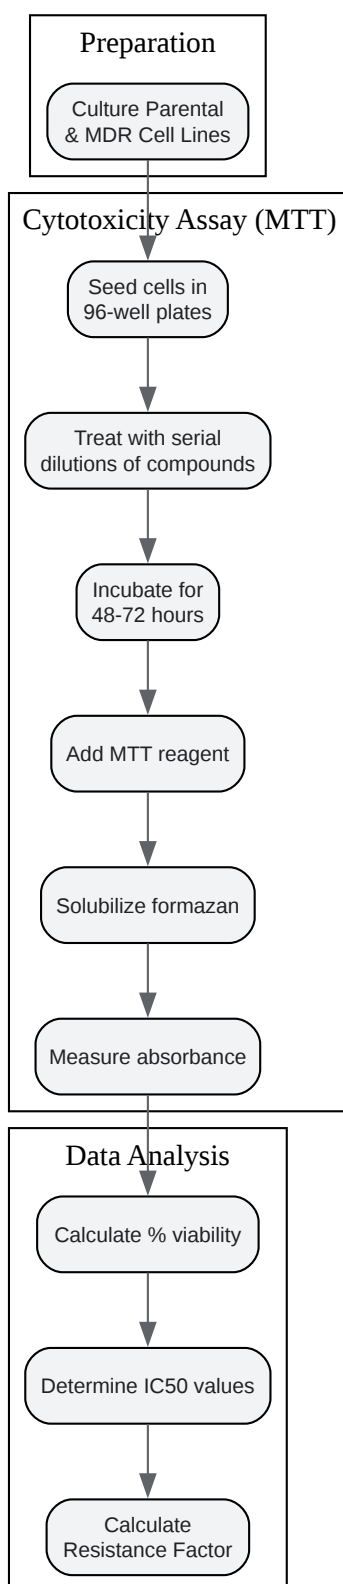 Preparation
Culture Parental
& MDR Cell Lines
Cytotoxicity Assay (MTT)
Seed cells in
96-well plates
Treat with serial
dilutions of compounds
Incubate for
48-72 hours
Add MTT reagent
Solubilize formazan
Measure absorbance
Data Analysis
Calculate % viability
Determine IC50 values
Calculate
Resistance Factor